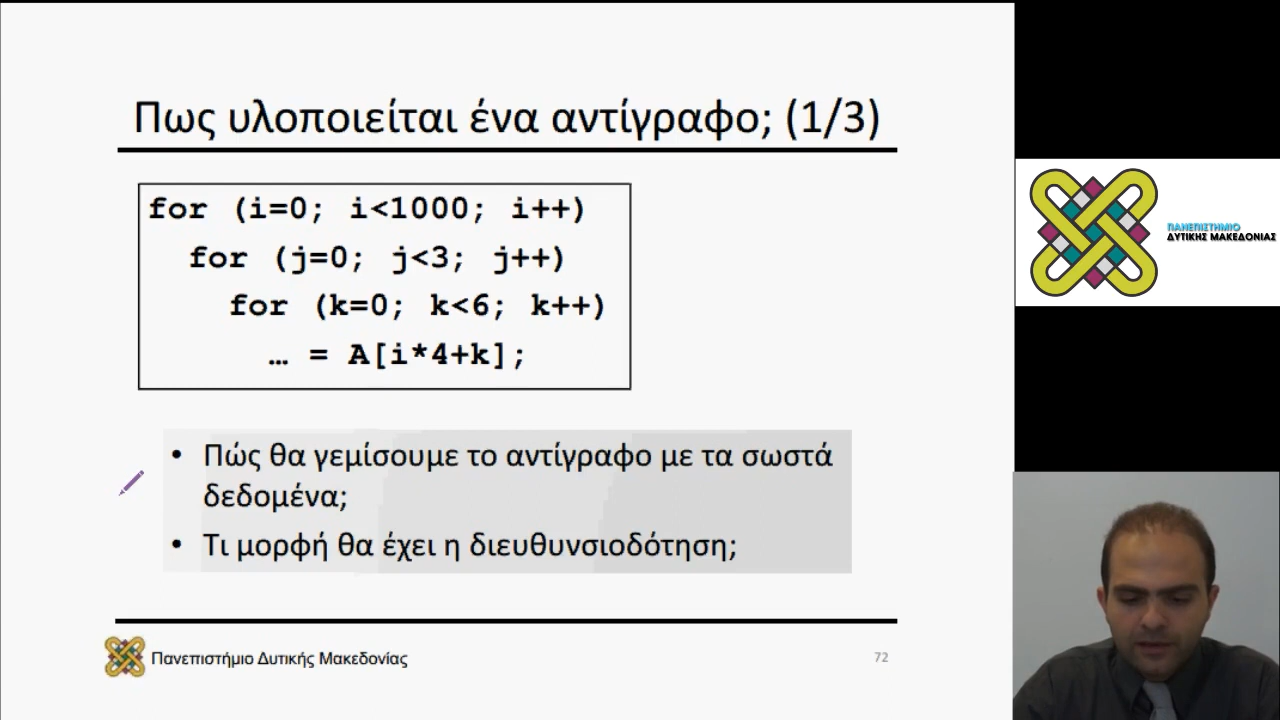 Πως υλοποιείται ένα αντίγραφο; (1/3)
for (i=0; i<1000; i++)
for (j=0; j<3; j++)
for (k=0; k<6; k++)
… = A[i*4+k];
• Πώς θα γεμίσουμε το αντίγραφο με τα σωστά
δεδομένα;
• Τι μορφή θα έχει η διευθυνσιοδότηση;
Πανεπιστήμιο Δυτικής Μακεδονίας
72
ΠΑΝΕΠΙΣΤΗΜΙΟ
ΔΥΤΙΚΗΣ ΜΑΚΕΔΟΝΙΑΣ